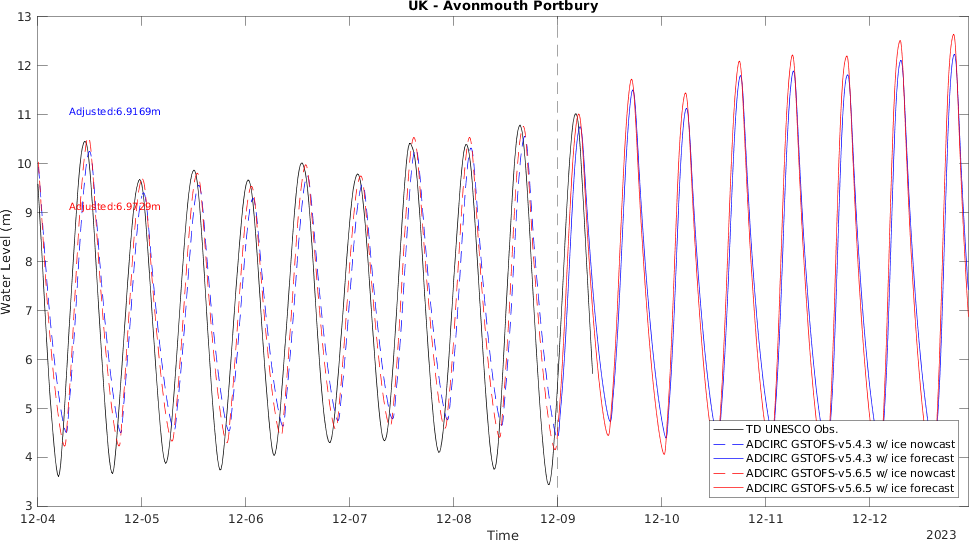 UK - Avonmouth Portbury
13
12
11
10
9
8
7
6
5
4
3
Water Level (m)
Adjusted:6.9169m
Adjusted:6.9729m
TD UNESCO Obs.
ADCIRC GSTOFS-v5.4.3 w/ ice nowcast
ADCIRC GSTOFS-v5.4.3 w/ ice forecast
ADCIRC GSTOFS-v5.6.5 w/ ice nowcast
ADCIRC GSTOFS-v5.6.5 w/ ice forecast
12-04 12-05 12-06 12-07 12-08 12-09 12-10 12-11 12-12
Time
2023